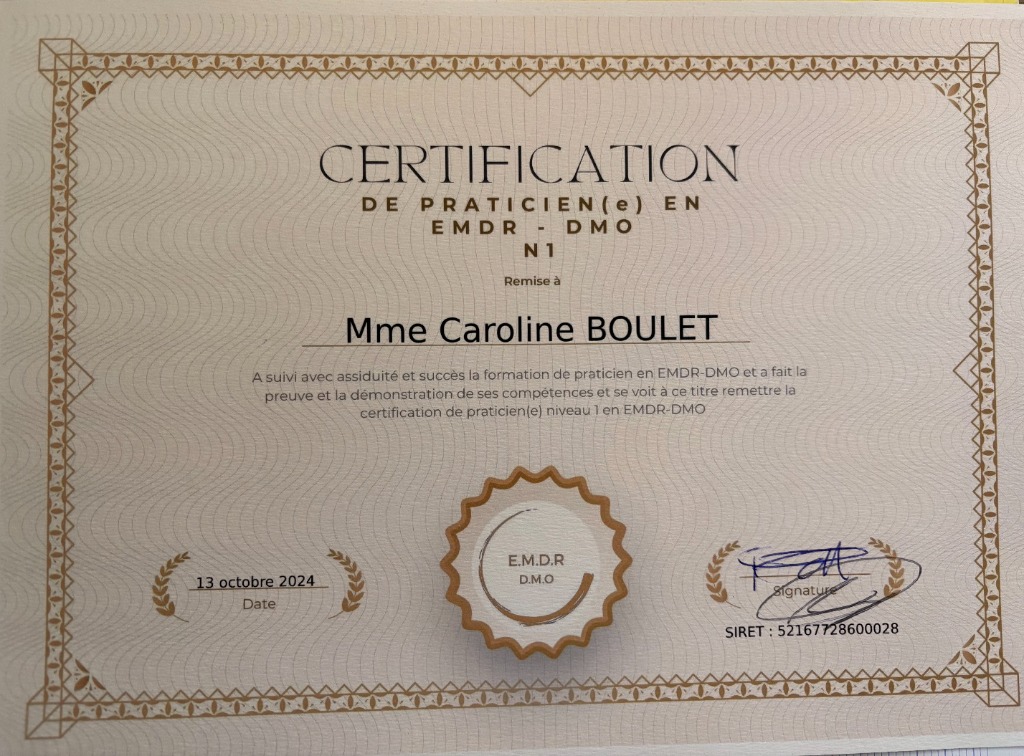 CERTIFICATION
DE PRATICIEN(e) EN
EMDR - DMO
N1
Remise à
Mme Caroline BOULET
A suivi avec assiduité et succès la formation de praticien en EMDR-DMO et a fait la
preuve et la démonstration de ses compétences et se voit à ce titre remettre la
certification de praticien(e) niveau 1 en EMDR-DMO
E.M.D.R
D.M.O
13 octobre 2024
Date
Signature
SIRET : 52167728600028